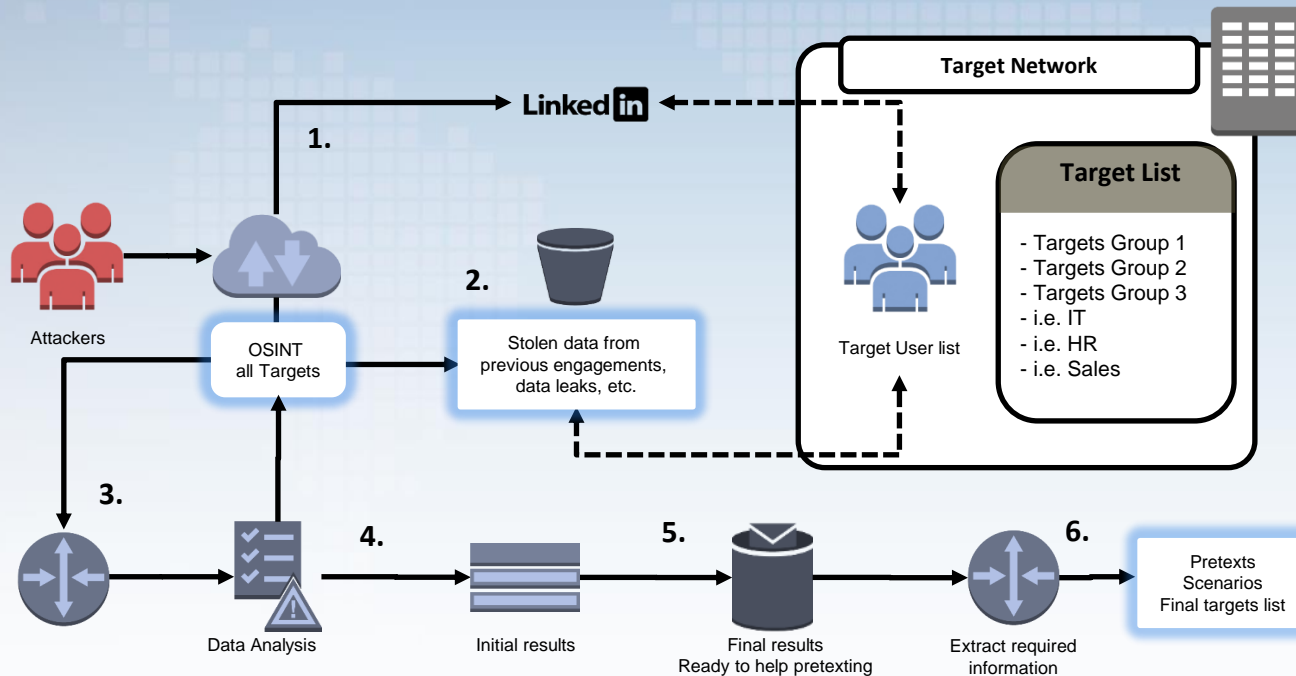 Target Network
LinkedIn
1.
Target List
- Targets Group 1
- Targets Group 2
- Targets Group 3
- i.e. IT
- i.e. HR
- i.e. Sales
Attackers
2.
OSINT
all Targets
Stolen data from
previous engagements,
data leaks, etc.
Target User list
3.
4.
5.
6.
Data Analysis
Initial results
Final results
Ready to help pretexting
Extract required
information
Pretexts
Scenarios
Final targets list